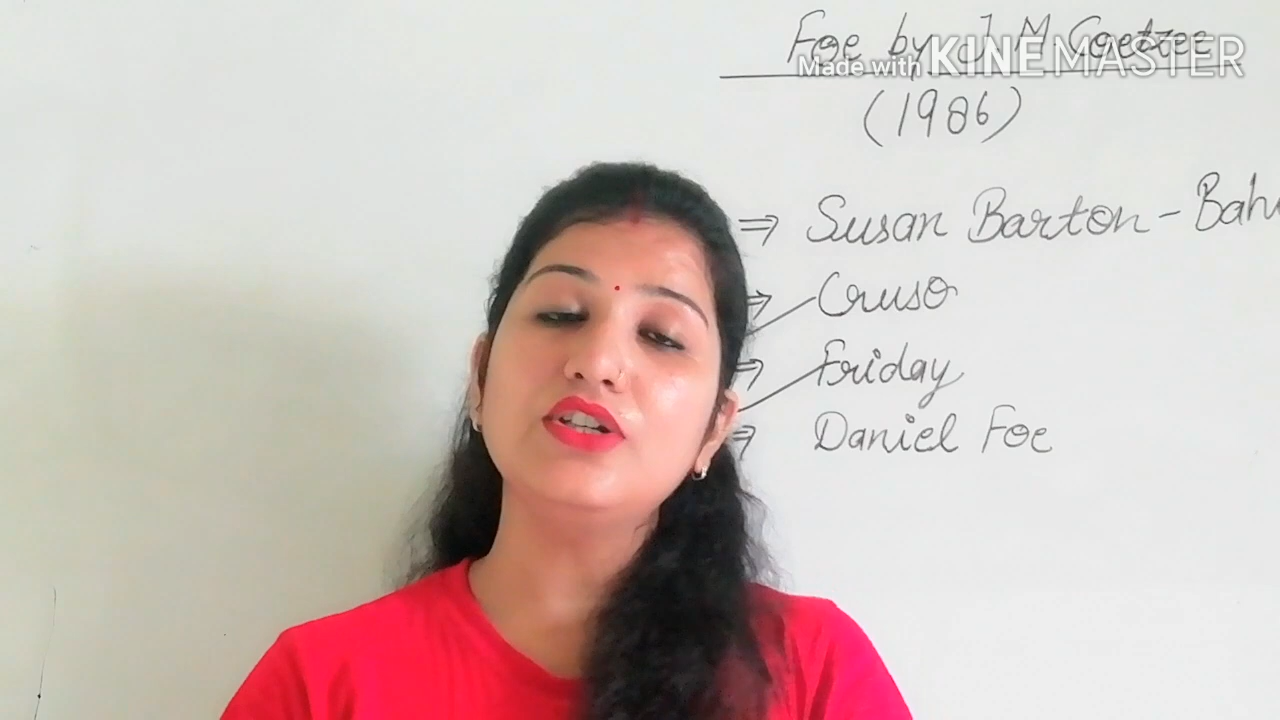 Foe by J M Coetzee
Made with KINEMASTER
(1986)
⇒ Susan Barton - Bah
⇒ Cruso
⇒ Friday
⇒ Daniel Foe